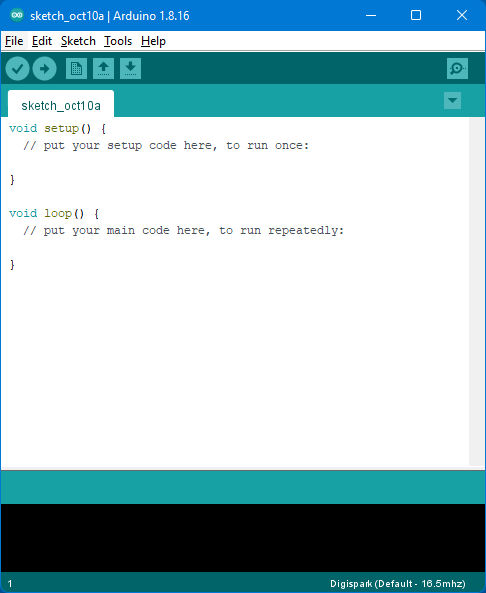 sketch_oct10a | Arduino 1.8.16
File Edit Sketch Tools Help
sketch_oct10a
void setup() {
// put your setup code here, to run once:
}
void loop() {
// put your main code here, to run repeatedly:
}
1 Digispark (Default - 16.5mhz)